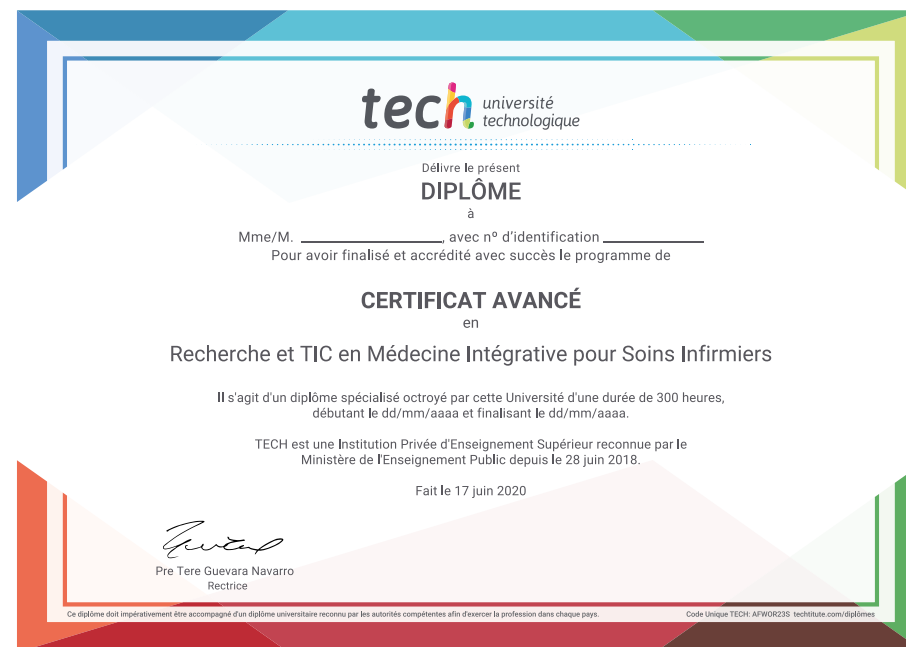 tech université
technologique
Délivre le présent
DIPLÔME
à
Mme/M. ____________________, avec nº d'identification ______________
Pour avoir finalisé et accrédité avec succès le programme de
CERTIFICAT AVANCÉ
en
Recherche et TIC en Médecine Intégrative pour Soins Infirmiers
Il s'agit d'un diplôme spécialisé octroyé par cette Université d'une durée de 300 heures,
débutant le dd/mm/aaaa et finalisant le dd/mm/aaaa.
TECH est une Institution Privée d'Enseignement Supérieur reconnue par le
Ministère de l'Enseignement Public depuis le 28 juin 2018.
Fait le 17 juin 2020
Pre Tere Guevara Navarro
Rectrice
Ce diplôme doit impérativement être accompagné d'un diplôme universitaire reconnu par les autorités compétentes afin d'exercer la profession dans chaque pays.
Code Unique TECH: AFWOR23S techtitute.com/diplômes